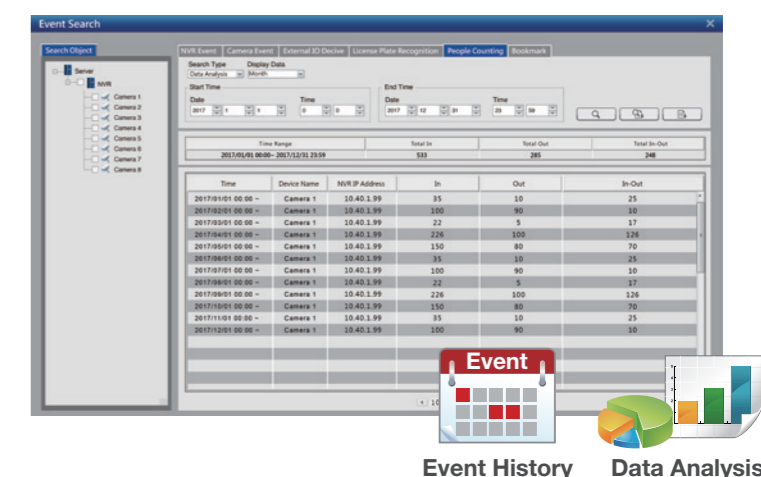 Event Search
Search Object
Server
NVR
Camera 1
Camera 2
Camera 3
Camera 4
Camera 5
Camera 6
Camera 7
Camera 8
NVR Event Camera Event External IO Decive License Plate Recognition People Counting Bookmark
Search Type Display Data
Data Analysis Month
Start Time End Time
Date Time Date Time
2017 1 1 0 0 2017 12 31 23 59
Time Range Total In Total Out Total In-Out
2017/01/01 00:00~ 2017/12/31 23:59 533 285 248
Time Device Name NVR IP Address In Out In-Out
2017/01/01 00:00 ~ Camera 1 10.40.1.99 35 10 25
2017/02/01 00:00 ~ Camera 1 10.40.1.99 100 90 10
2017/03/01 00:00 ~ Camera 1 10.40.1.99 22 5 17
2017/04/01 00:00 ~ Camera 1 10.40.1.99 226 100 126
2017/05/01 00:00 ~ Camera 1 10.40.1.99 150 80 70
2017/06/01 00:00 ~ Camera 1 10.40.1.99 35 10 25
2017/07/01 00:00 ~ Camera 1 10.40.1.99 100 90 10
2017/08/01 00:00 ~ Camera 1 10.40.1.99 22 5 17
2017/09/01 00:00 ~ Camera 1 10.40.1.99 226 100 126
2017/10/01 00:00 ~ Camera 1 10.40.1.99 150 80 70
2017/11/01 00:00 ~ Camera 1 10.40.1.99 35 10 25
2017/12/01 00:00 ~ Camera 1 10.40.1.99 100 90 10
Event
Event History Data Analysis